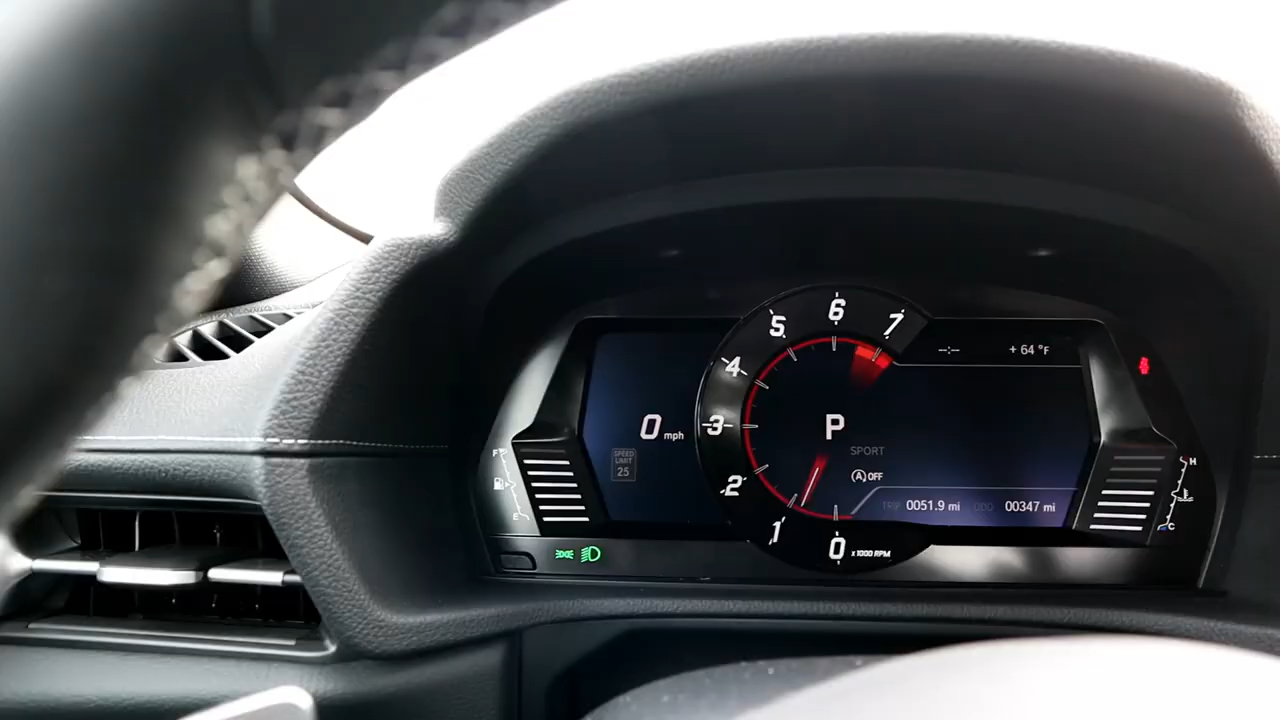 6
5
7
4
3
2
1
0 x1000 RPM
--:--
+ 64 °F
0 mph
SPEED
LIMIT
25
P
SPORT
A OFF
TRIP 0051.9 mi ODO 00347 mi
F
E
H
C